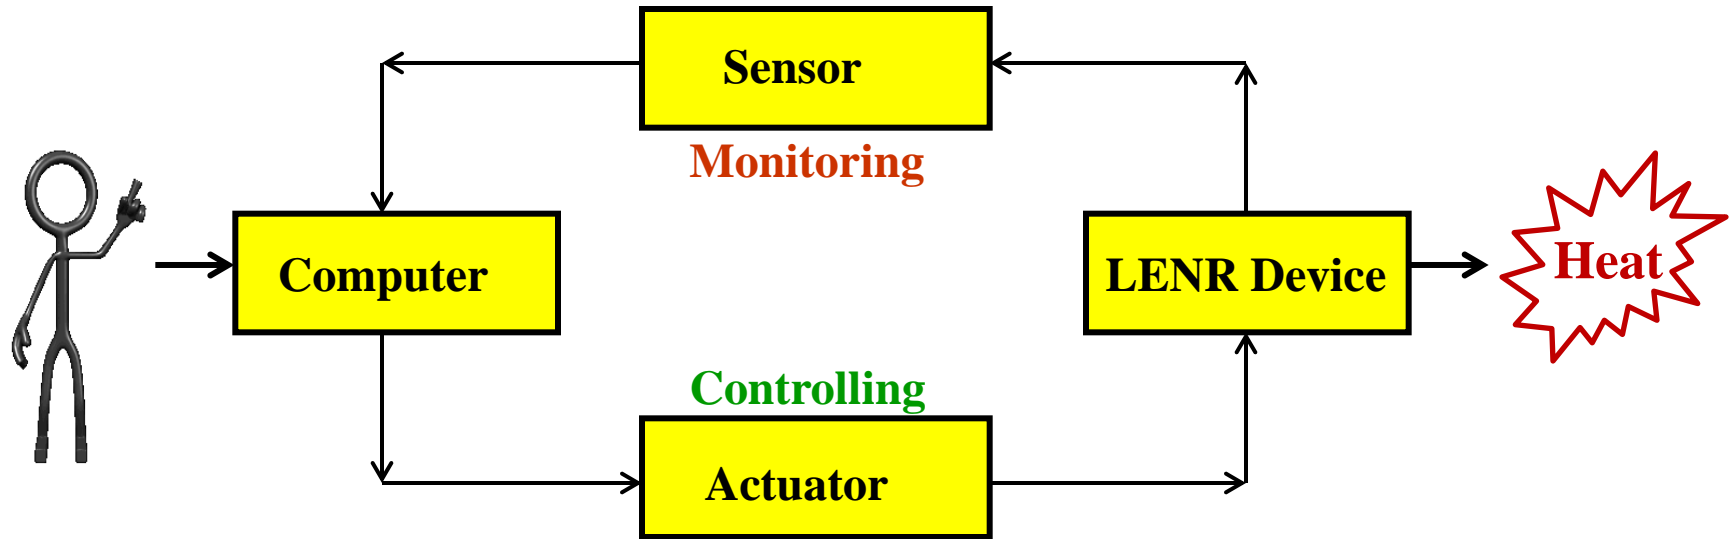 Sensor
Monitoring
Computer
LENR Device
Heat
Controlling
Actuator